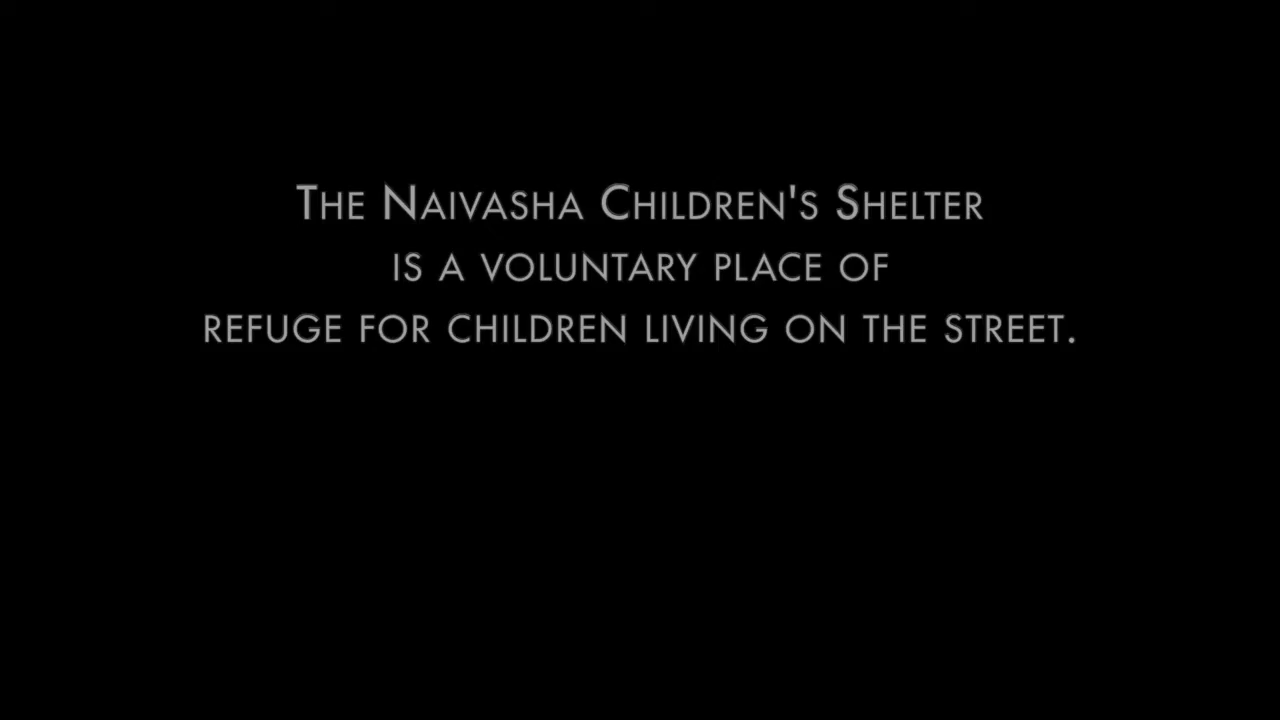 The Naivasha Children's Shelter
is a voluntary place of
refuge for children living on the street.